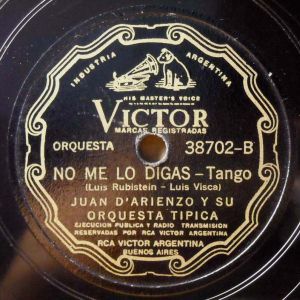 INDUSTRIA ARGENTINA
HIS MASTER'S VOICE
VICTOR
MARCAS REGISTRADAS
ORQUESTA 38702-B
NO ME LO DIGAS - Tango
(Luis Rubistein - Luis Visca)
JUAN D'ARIENZO Y SU
ORQUESTA TIPICA
EJECUCION PUBLICA Y RADIO TRANSMISION
RESERVADAS POR RCA VICTOR ARGENTINA
RCA VICTOR ARGENTINA
BUENOS AIRES